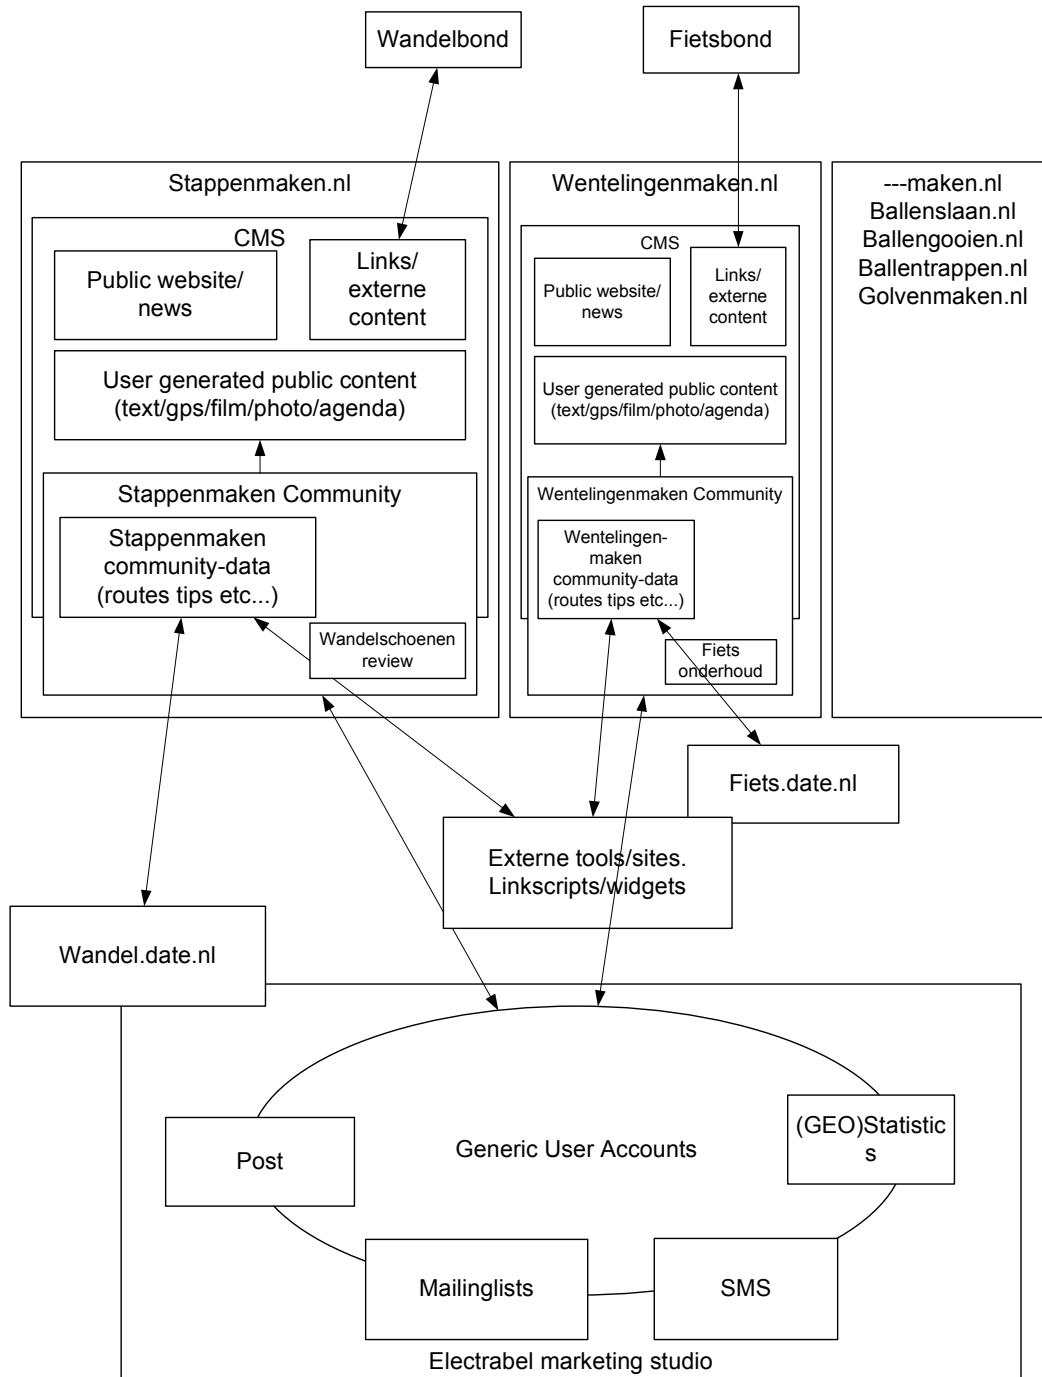 Wandelbond
Fietsbond
Stappenmaken.nl
CMS
Public website/
news
Links/
externe
content
User generated public content
(text/gps/film/photo/agenda)
Stappenmaken Community
Stappenmaken
community-data
(routes tips etc...)
Wandelschoenen
review
Wentelingenmaken.nl
CMS
Public website/
news
Links/
externe
content
User generated public content
(text/gps/film/photo/agenda)
Wentelingenmaken Community
Wentelingen-
maken
community-data
(routes tips etc...)
Fiets
onderhoud
---maken.nl
Ballenslaan.nl
Ballengooien.nl
Ballentrappen.nl
Golvenmaken.nl
Fiets.date.nl
Externe tools/sites.
Linkscripts/widgets
Wandel.date.nl
Post
Generic User Accounts
(GEO)Statistic
s
Mailinglists
SMS
Electrabel marketing studio